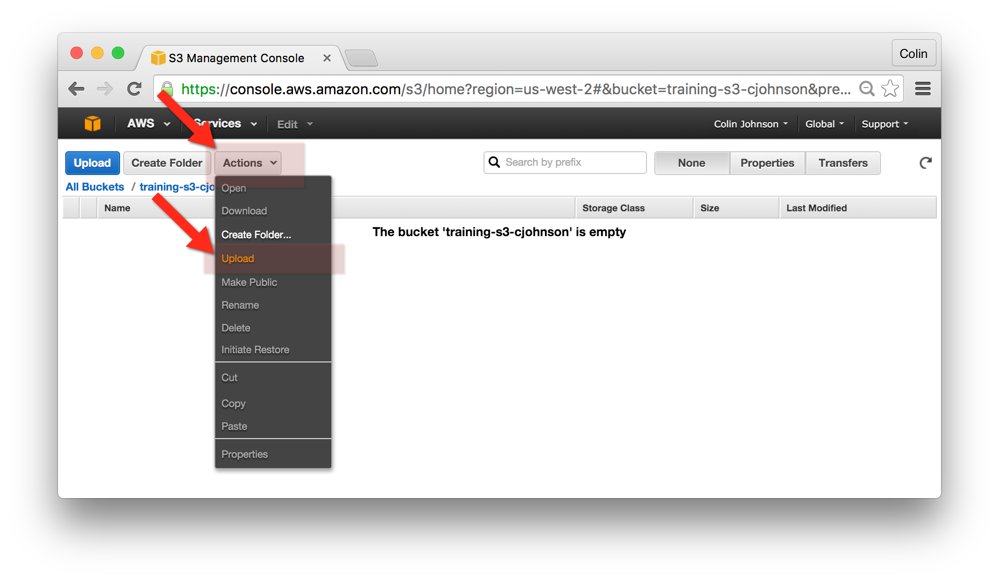 S3 Management Console
Colin
https://console.aws.amazon.com/s3/home?region=us-west-2#&bucket=training-s3-cjohnson&pre...
AWS Services Edit Colin Johnson Global Support
Upload Create Folder Actions Search by prefix None Properties Transfers
All Buckets / training-s3-cjo
Name Storage Class Size Last Modified
The bucket 'training-s3-cjohnson' is empty
Open
Download
Create Folder...
Upload
Make Public
Rename
Delete
Initiate Restore
Cut
Copy
Paste
Properties